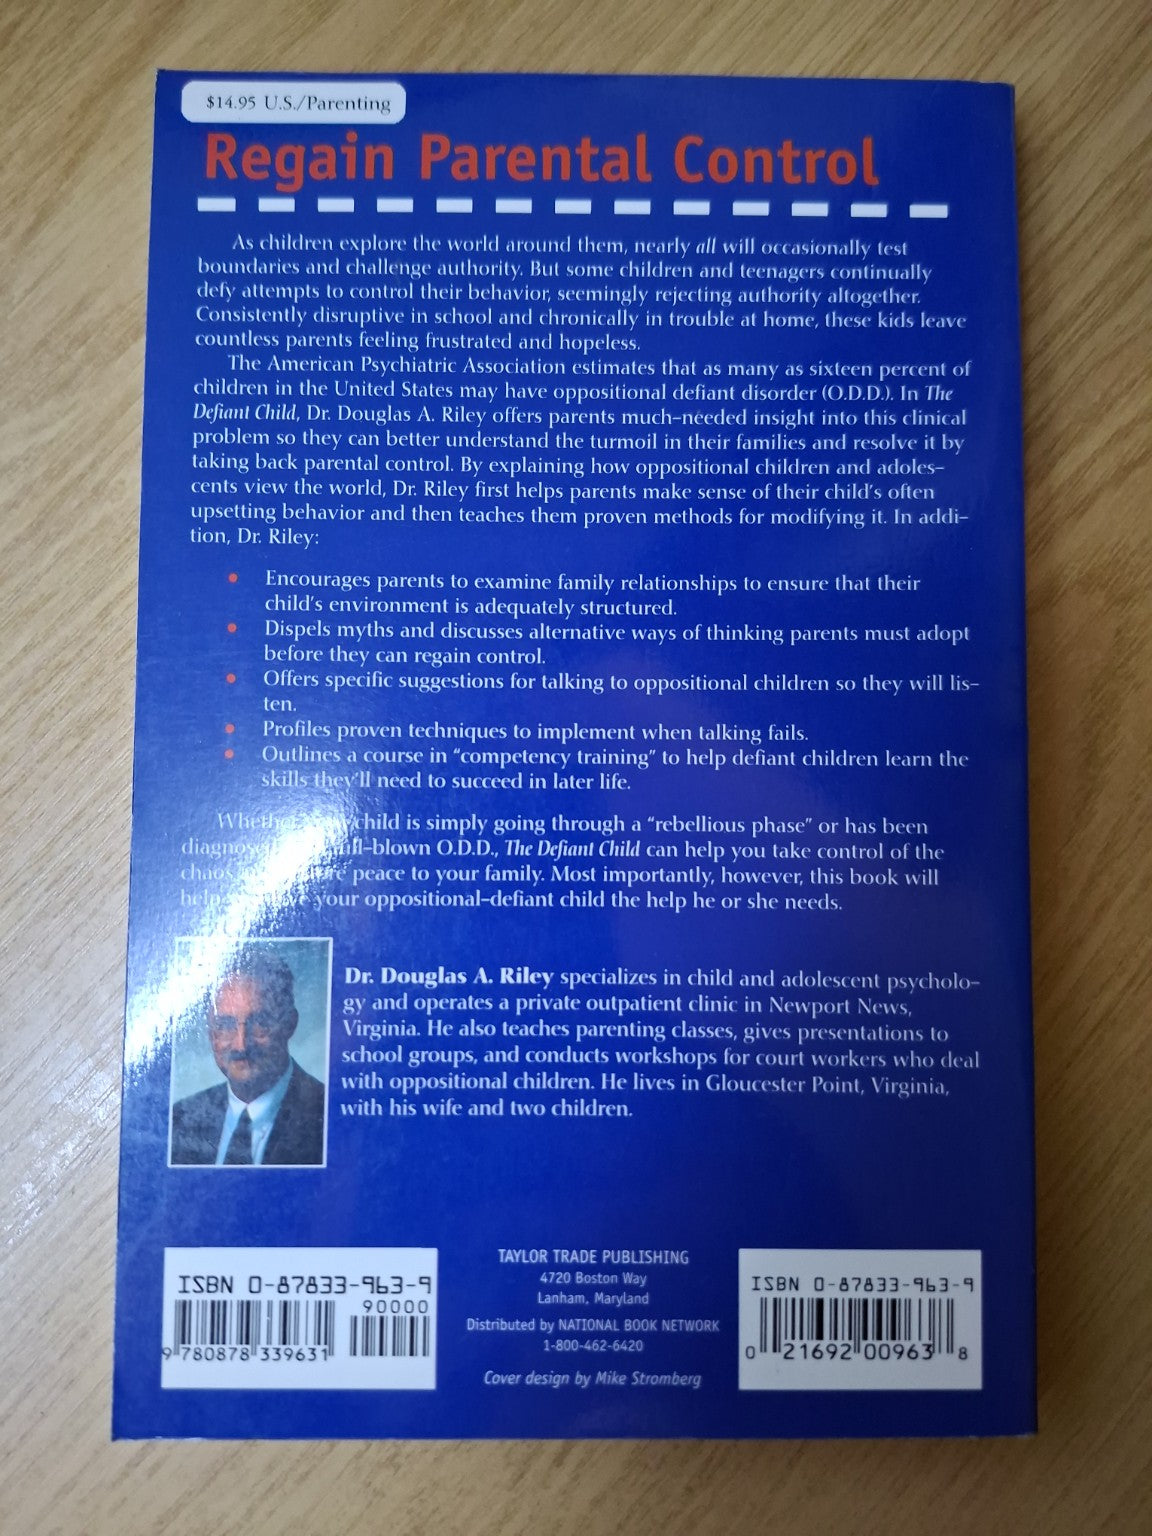 $14.95 U.S./Parenting
Regain Parental Control
As children explore the world around them, nearly all will occasionally test
boundaries and challenge authority. But some children and teenagers continually
defy attempts to control their behavior, seemingly rejecting authority altogether.
Consistently disruptive in school and chronically in trouble at home, these kids leave
countless parents feeling frustrated and hopeless.
The American Psychiatric Association estimates that as many as sixteen percent of
children in the United States may have oppositional defiant disorder (O.D.D.). In The
Defiant Child, Dr. Douglas A. Riley offers parents much-needed insight into this clinical
problem so they can better understand the turmoil in their families and resolve it by
taking back parental control. By explaining how oppositional children and adoles-
cents view the world, Dr. Riley first helps parents make sense of their child's often
upsetting behavior and then teaches them proven methods for modifying it. In addi-
tion, Dr. Riley:
• Encourages parents to examine family relationships to ensure that their
child's environment is adequately structured.
• Dispels myths and discusses alternative ways of thinking parents must adopt
before they can regain control.
• Offers specific suggestions for talking to oppositional children so they will lis-
ten.
• Profiles proven techniques to implement when talking fails.
• Outlines a course in "competency training" to help defiant children learn the
skills they'll need to succeed in later life.
Whether child is simply going through a "rebellious phase" or has been
diagnosed full-blown O.D.D., The Defiant Child can help you take control of the
chaos peace to your family. Most importantly, however, this book will
help your oppositional-defiant child the help he or she needs.
Dr. Douglas A. Riley specializes in child and adolescent psycholo-
gy and operates a private outpatient clinic in Newport News,
Virginia. He also teaches parenting classes, gives presentations to
school groups, and conducts workshops for court workers who deal
with oppositional children. He lives in Gloucester Point, Virginia,
with his wife and two children.
ISBN 0-87833-963-9
90000
9 780878 339631
TAYLOR TRADE PUBLISHING
4720 Boston Way
Lanham, Maryland
Distributed by NATIONAL BOOK NETWORK
1-800-462-6420
Cover design by Mike Stromberg
ISBN 0-87833-963-9
0 21692 00963 8